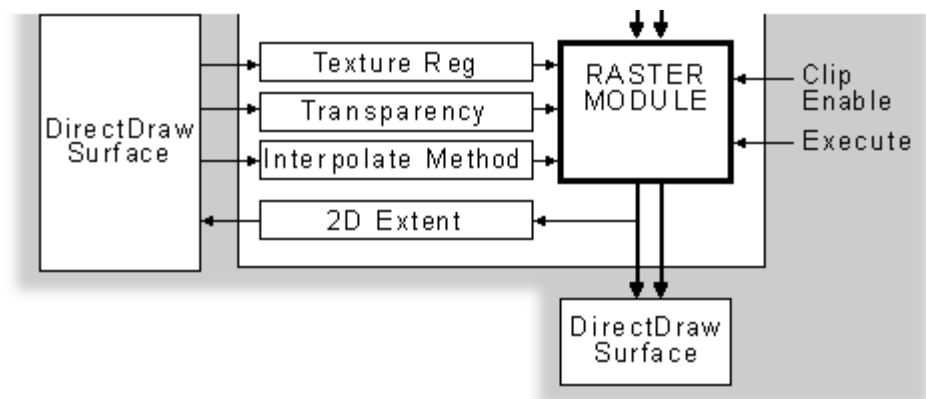 DirectDraw
Surface
Texture Reg
Transparency
Interpolate Method
2D Extent
RASTER
MODULE
Clip
Enable
Execute
DirectDraw
Surface